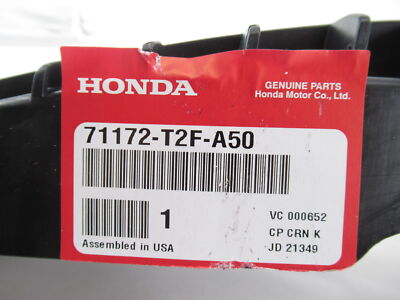 HONDA
GENUINE PARTS
Honda Motor Co., Ltd.
71172-T2F-A50
1
VC 000652
CP CRN K
Assembled in USA
JD 21349